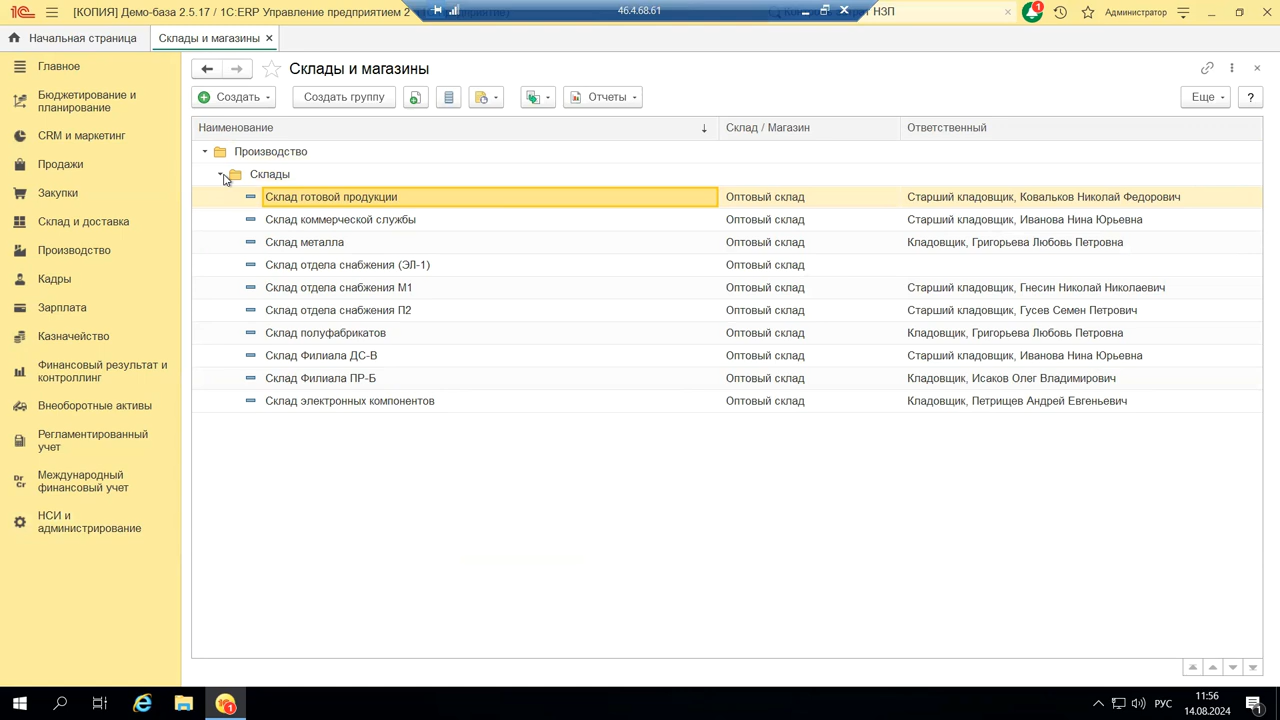 [КОПИЯ] Демо-база 2.5.17 / 1С:ERP Управление предприятием 2
46.4.68.61
НЗП
1
Администратор
Начальная страница
Склады и магазины
Главное
Бюджетирование и
планирование
CRM и маркетинг
Продажи
Закупки
Склад и доставка
Производство
Кадры
Зарплата
Казначейство
Финансовый результат и
контроллинг
Внеоборотные активы
Регламентированный
учет
Международный
финансовый учет
НСИ и
администрирование
Склады и магазины
Создать
Создать группу
Отчеты
Еще
?
Наименование
Склад / Магазин
Ответственный
Производство
Склады
Склад готовой продукции
Оптовый склад
Старший кладовщик, Ковальков Николай Федорович
Склад коммерческой службы
Оптовый склад
Старший кладовщик, Иванова Нина Юрьевна
Склад металла
Оптовый склад
Кладовщик, Григорьева Любовь Петровна
Склад отдела снабжения (ЭЛ-1)
Оптовый склад
Склад отдела снабжения М1
Оптовый склад
Старший кладовщик, Гнесин Николай Николаевич
Склад отдела снабжения П2
Оптовый склад
Старший кладовщик, Гусев Семен Петрович
Склад полуфабрикатов
Оптовый склад
Кладовщик, Григорьева Любовь Петровна
Склад Филиала ДС-В
Оптовый склад
Старший кладовщик, Иванова Нина Юрьевна
Склад Филиала ПР-Б
Оптовый склад
Кладовщик, Исаков Олег Владимирович
Склад электронных компонентов
Оптовый склад
Кладовщик, Петрищев Андрей Евгеньевич
РУС
11:56
14.08.2024